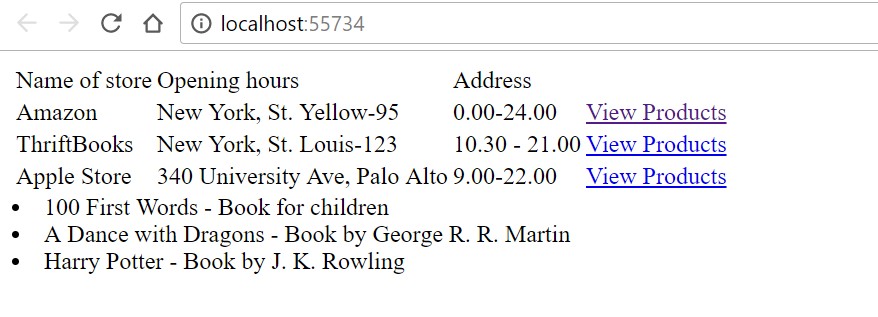 localhost:55734
Name of store Opening hours Address
Amazon New York, St. Yellow-95 0.00-24.00 View Products
ThriftBooks New York, St. Louis-123 10.30 - 21.00 View Products
Apple Store 340 University Ave, Palo Alto 9.00-22.00 View Products
• 100 First Words - Book for children
• A Dance with Dragons - Book by George R. R. Martin
• Harry Potter - Book by J. K. Rowling